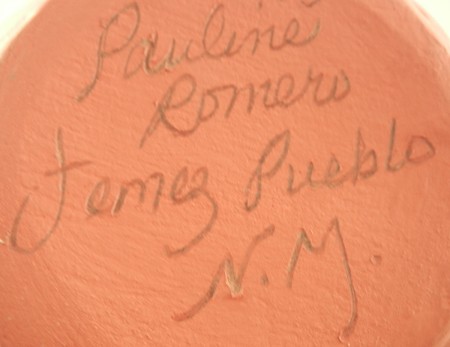 Pauline
Romero
Jemez Pueblo
N.M.